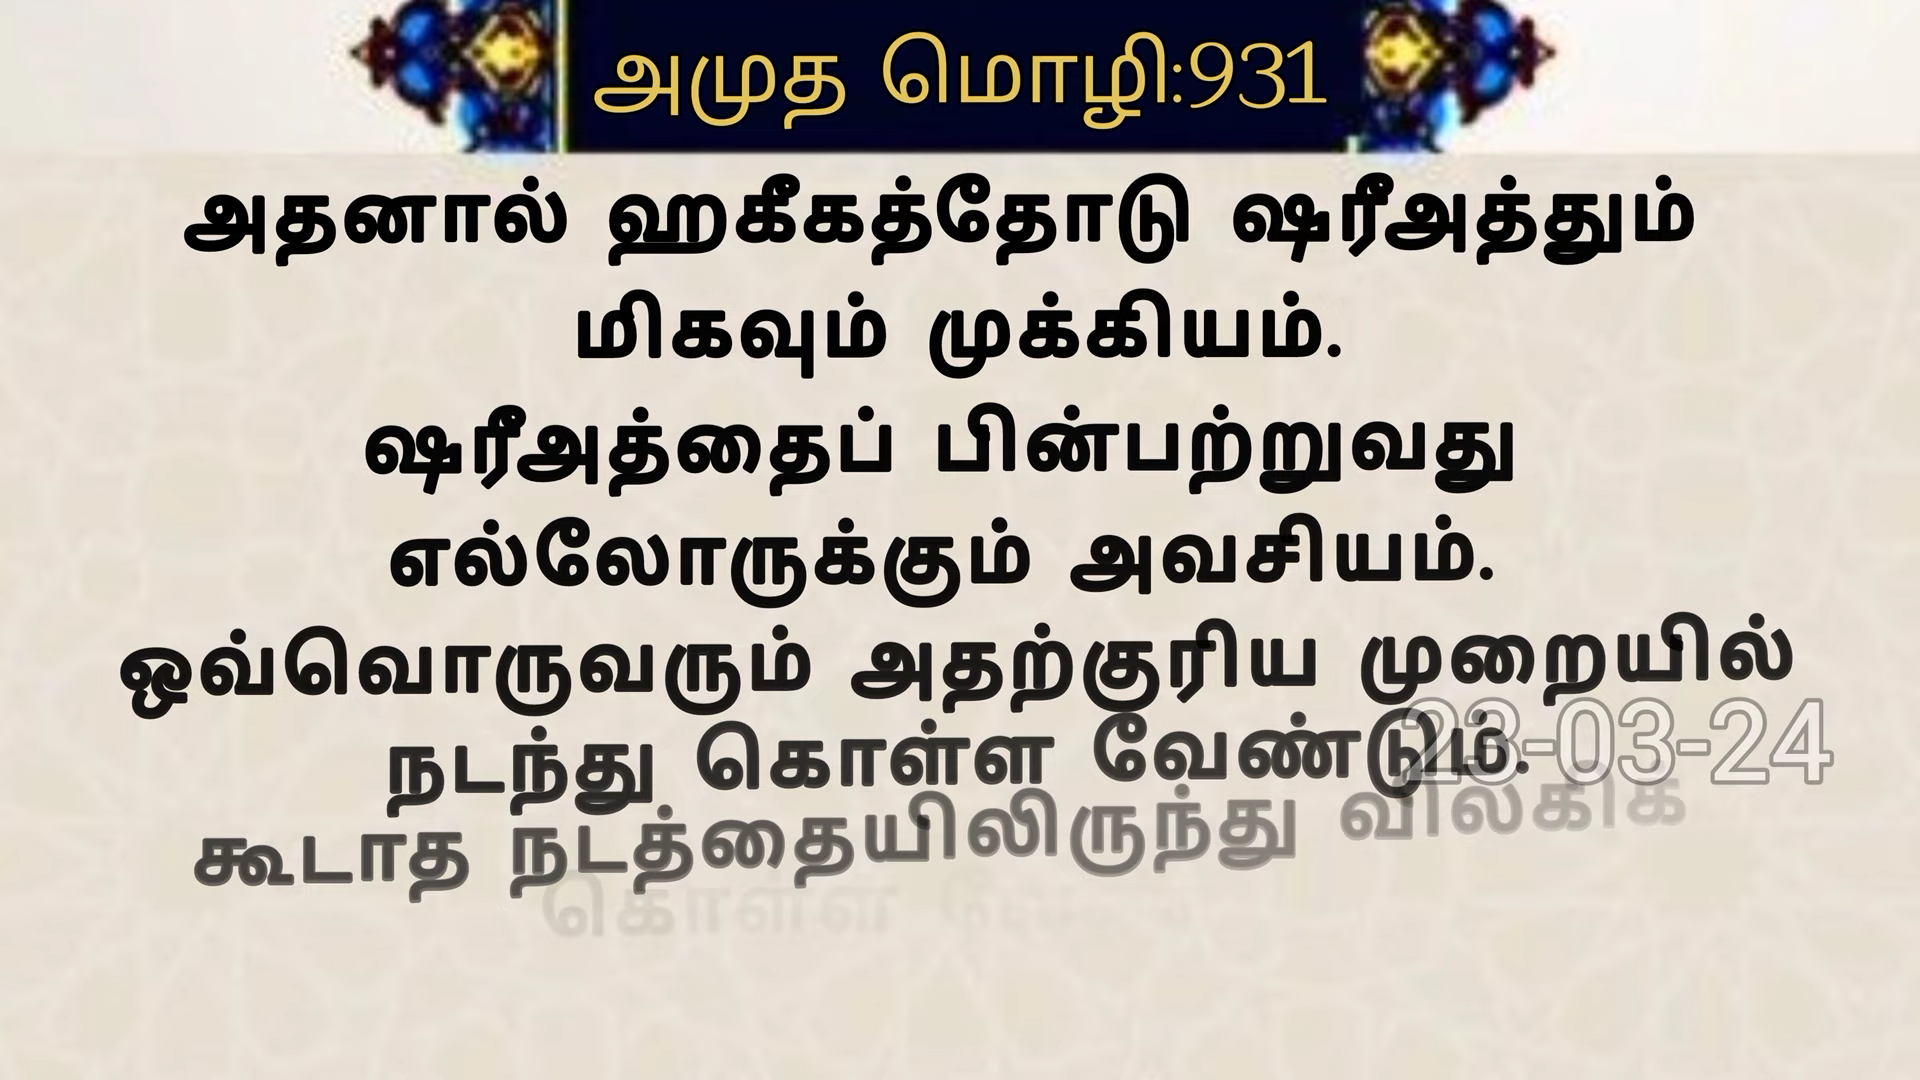 அமுத மொழி:931
அதனால் ஹகீகத்தோடு ஷரீஅத்தும்
மிகவும் முக்கியம்.
ஷரீஅத்தைப் பின்பற்றுவது
எல்லோருக்கும் அவசியம்.
ஒவ்வொருவரும் அதற்குரிய முறையில்
நடந்து கொள்ள வேண்டும்.
23-03-24
கூடாத நடத்தையிலிருந்து விலகிக
கொள்ள